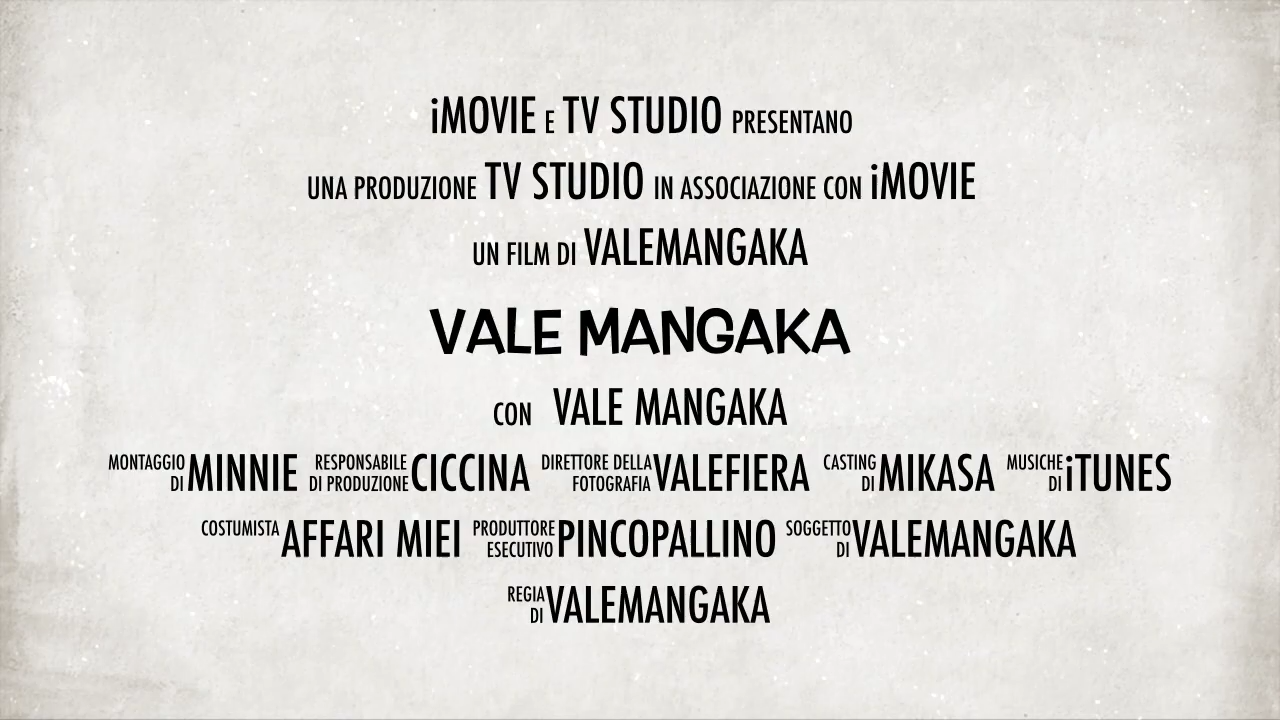 iMOVIE E TV STUDIO PRESENTANO
UNA PRODUZIONE TV STUDIO IN ASSOCIAZIONE CON iMOVIE
UN FILM DI VALEMANGAKA
VALE MANGAKA
CON VALE MANGAKA
MONTAGGIO DI MINNIE RESPONSABILE DI PRODUZIONE CICCINA DIRETTORE DELLA FOTOGRAFIA VALEFIERA CASTING DI MIKASA MUSICHE DI iTUNES
COSTUMISTA AFFARI MIEI PRODUTTORE ESECUTIVO PINCOPALLINO SOGGETTO DI VALEMANGAKA
REGIA DI VALEMANGAKA